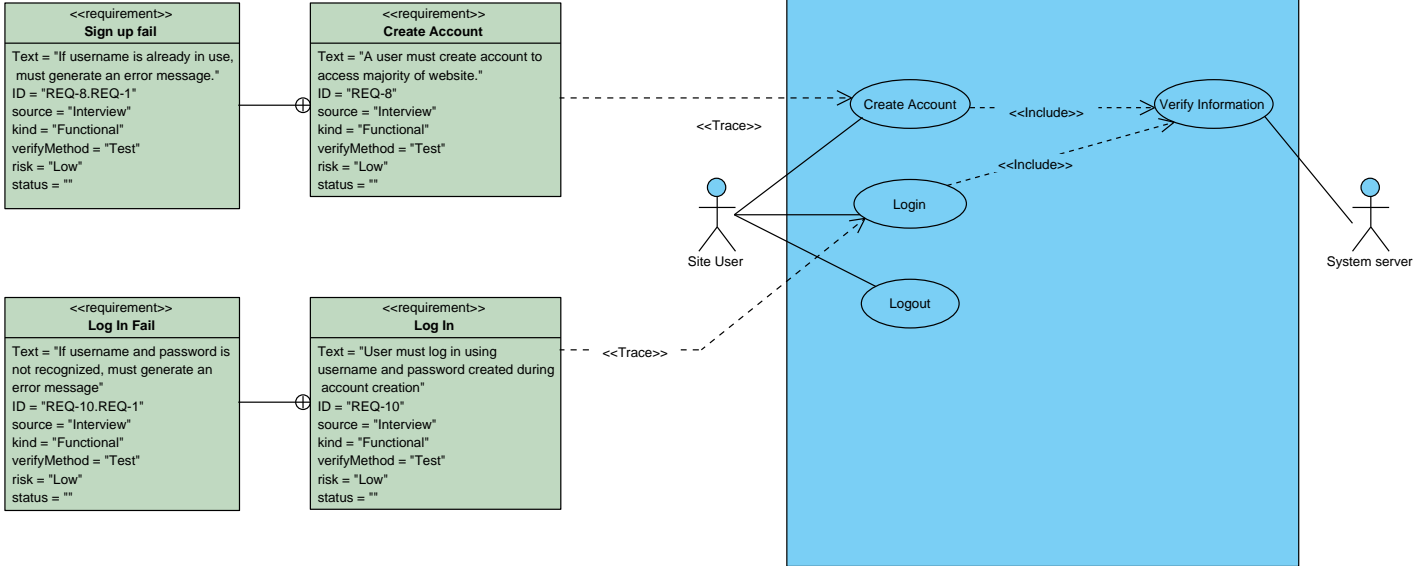 <<requirement>>
Sign up fail
Text = "If username is already in use,
must generate an error message."
ID = "REQ-8.REQ-1"
source = "Interview"
kind = "Functional"
verifyMethod = "Test"
risk = "Low"
status = ""
<<requirement>>
Create Account
Text = "A user must create account to
access majority of website."
ID = "REQ-8"
source = "Interview"
kind = "Functional"
verifyMethod = "Test"
risk = "Low"
status = ""
<<Trace>>
Create Account
<<Include>>
Verify Information
<<Include>>
Login
Site User
System server
Logout
<<requirement>>
Log In Fail
Text = "If username and password is
not recognized, must generate an
error message"
ID = "REQ-10.REQ-1"
source = "Interview"
kind = "Functional"
verifyMethod = "Test"
risk = "Low"
status = ""
<<requirement>>
Log In
Text = "User must log in using
username and password created during
account creation"
ID = "REQ-10"
source = "Interview"
kind = "Functional"
verifyMethod = "Test"
risk = "Low"
status = ""
<<Trace>>